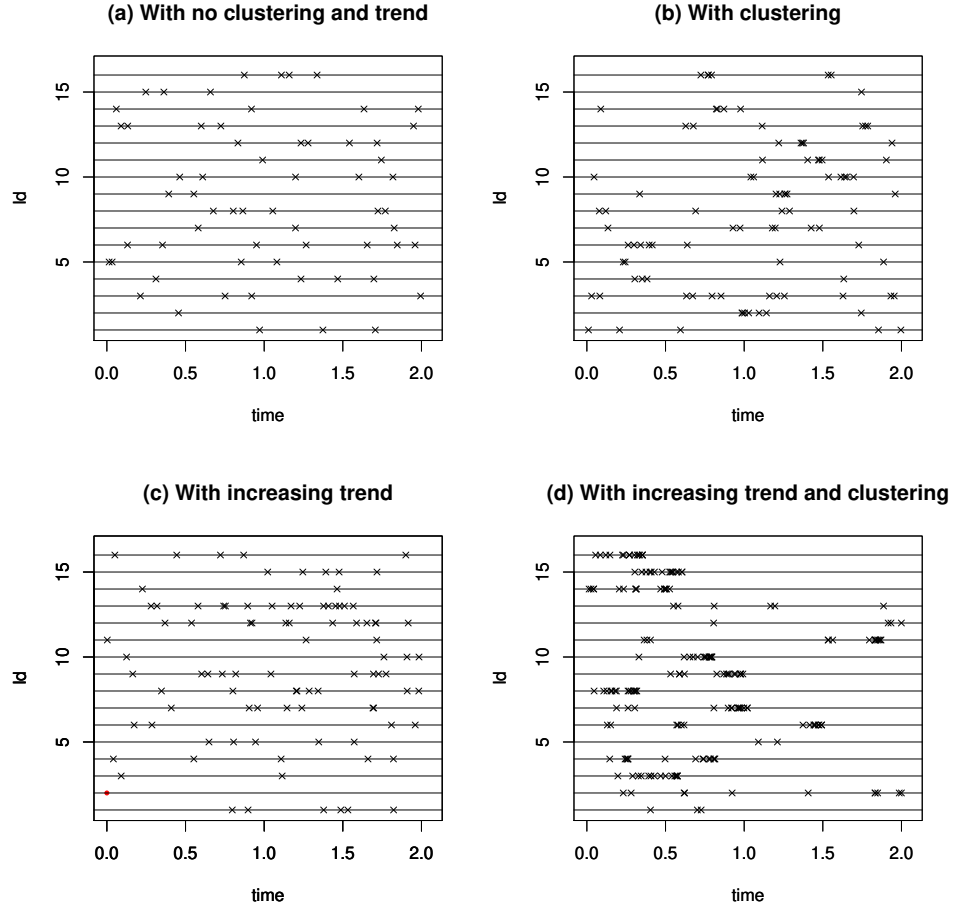 (a) With no clustering and trend
(b) With clustering
Id
15
10
5
0.0 0.5 1.0 1.5 2.0
time
Id
15
10
5
0.0 0.5 1.0 1.5 2.0
time
(c) With increasing trend
(d) With increasing trend and clustering
Id
15
10
5
0.0 0.5 1.0 1.5 2.0
time
Id
15
10
5
0.0 0.5 1.0 1.5 2.0
time